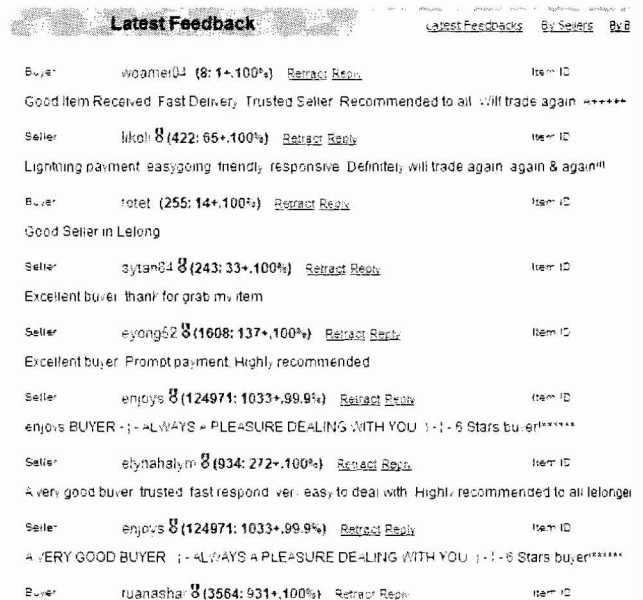 Latest Feedback Latest Feedbacks By Sellers By B
Buyer woamei04 (8: 1+,100%) Retract Reply Item ID
Good Item Received Fast Delivery Trusted Seller Recommended to all Will trade again ******
Seller likoli (422: 65+,100%) Retract Reply Item ID
Lightning payment easygoing friendly responsive Definitely will trade again again & again!!!
Buyer totet (255: 14+,100%) Retract Reply Item ID
Good Seller in Lelong
Seller aytan84 (243: 33+,100%) Retract Reply Item ID
Excellent buyer thank for grab my item
Seller eyong52 (1608: 137+,100%) Retract Reply Item ID
Excellent buyer Prompt payment, Highly recommended
Seller enjoys (124971: 1033+,99.9%) Retract Reply Item ID
enjoys BUYER -;- ALWAYS A PLEASURE DEALING WITH YOU ;-;- 6 Stars buyer!******
Seller elynahalym (934: 272+,100%) Retract Reply Item ID
A very good buyer trusted fast respond very easy to deal with Highly recommended to all lelonger
Seller enjoys (124971: 1033+,99.9%) Retract Reply Item ID
A VERY GOOD BUYER ;- ALWAYS A PLEASURE DEALING WITH YOU ;-;- 6 Stars buyer!******
Buyer ruanasha (3564: 931+,100%) Retract Reply Item ID